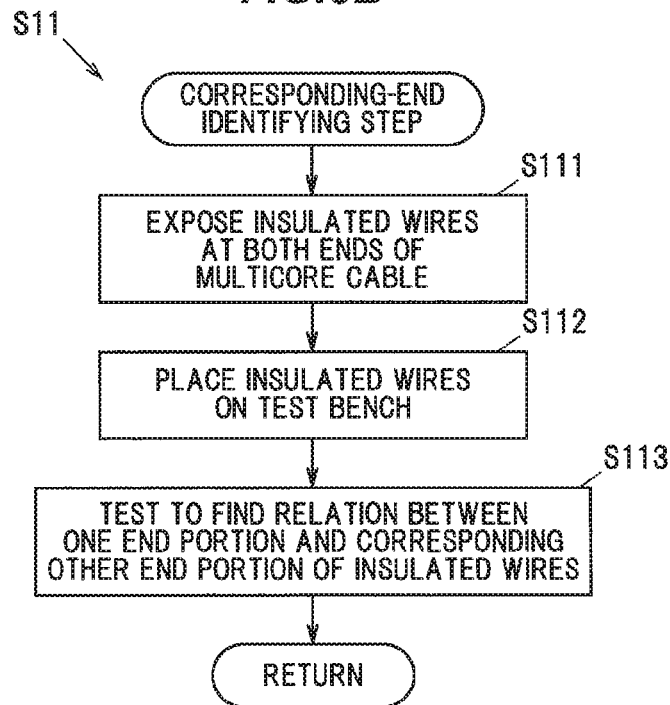 S11
CORRESPONDING-END
IDENTIFYING STEP
S111
EXPOSE INSULATED WIRES
AT BOTH ENDS OF
MULTICORE CABLE
S112
PLACE INSULATED WIRES
ON TEST BENCH
S113
TEST TO FIND RELATION BETWEEN
ONE END PORTION AND CORRESPONDING
OTHER END PORTION OF INSULATED WIRES
RETURN